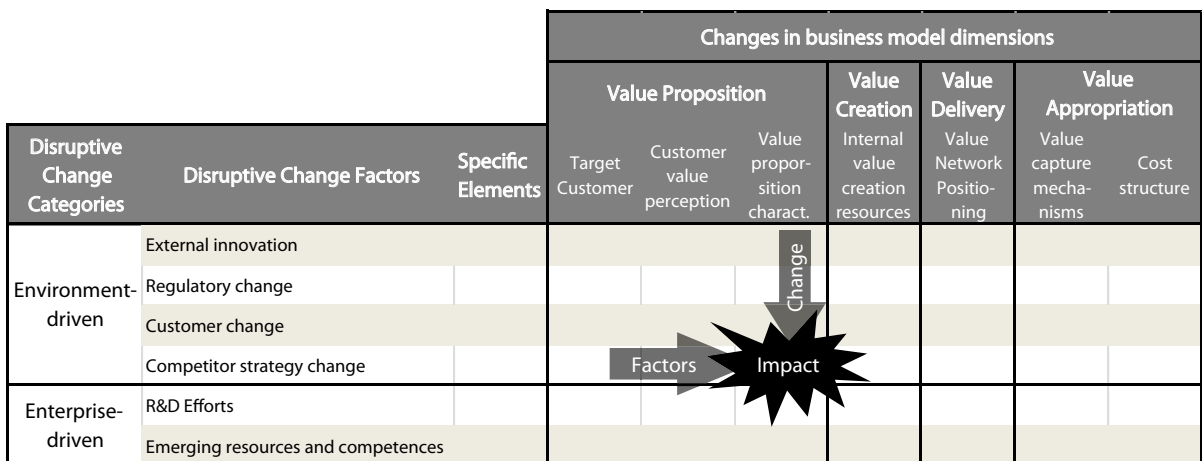 Changes in business model dimensions
Value Proposition
Value
Creation
Value
Delivery
Value
Appropriation
Disruptive
Change
Categories
Disruptive Change Factors
Specific
Elements
Target
Customer
Customer
value
perception
Value
propor-
sition
charact.
Internal
value
creation
resources
Value
Network
Positio-
ning
Value
capture
mecha-
nisms
Cost
structure
Environment-
driven
External innovation
Regulatory change
Customer change
Competitor strategy change
Change
Factors
Impact
Enterprise-
driven
R&D Efforts
Emerging resources and competences